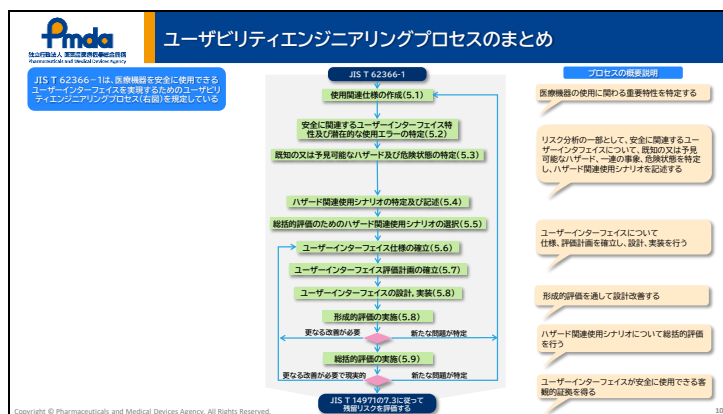 Pmda
独立行政法人 医薬品医療機器総合機構
Pharmaceuticals and Medical Devices Agency
ユーザビリティエンジニアリングプロセスのまとめ
JIS T 62366-1は、医療機器を安全に使用できる
ユーザーインターフェイスを実現するためのユーザビリ
ティエンジニアリングプロセス(右図)を規定している
JIS T 62366-1
使用関連仕様の作成(5.1)
安全に関連するユーザーインターフェイス特
性及び潜在的な使用エラーの特定(5.2)
既知の又は予見可能なハザード及び危険状態の特定(5.3)
ハザード関連使用シナリオの特定及び記述(5.4)
総括的評価のためのハザード関連使用シナリオの選択(5.5)
ユーザーインターフェイス仕様の確立(5.6)
ユーザーインターフェイス評価計画の確立(5.7)
ユーザーインターフェイスの設計,実装(5.8)
形成的評価の実施(5.8)
更なる改善が必要
新たな問題が特定
総括的評価の実施(5.9)
更なる改善が必要で現実的
新たな問題が特定
JIS T 14971の7.3に従って
残留リスクを評価する
プロセスの概要説明
医療機器の使用に関わる重要特性を特定する
リスク分析の一部として、安全に関連するユー
ザーインタフェイスについて、既知の又は予見
可能なハザード、一連の事象、危険状態を特定
し、ハザード関連使用シナリオを記述する
ユーザーインターフェイスについて
仕様、評価計画を確立し、設計、実装を行う
形成的評価を通して設計改善する
ハザード関連使用シナリオについて総括的評価
を行う
ユーザーインターフェイスが安全に使用できる客
観的証拠を得る
Copyright © Pharmaceuticals and Medical Devices Agency, All Rights Reserved.
10